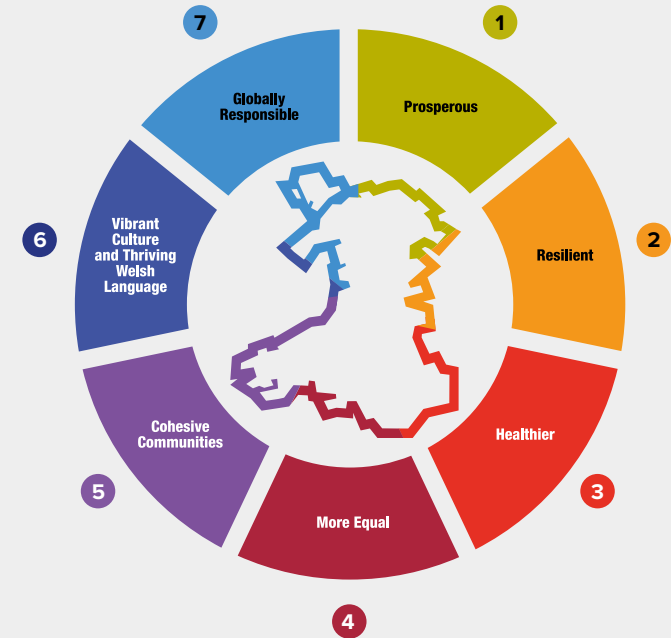 1
Prosperous
2
Resilient
3
Healthier
4
More Equal
5
Cohesive
Communities
6
Vibrant
Culture
and Thriving
Welsh
Language
7
Globally
Responsible